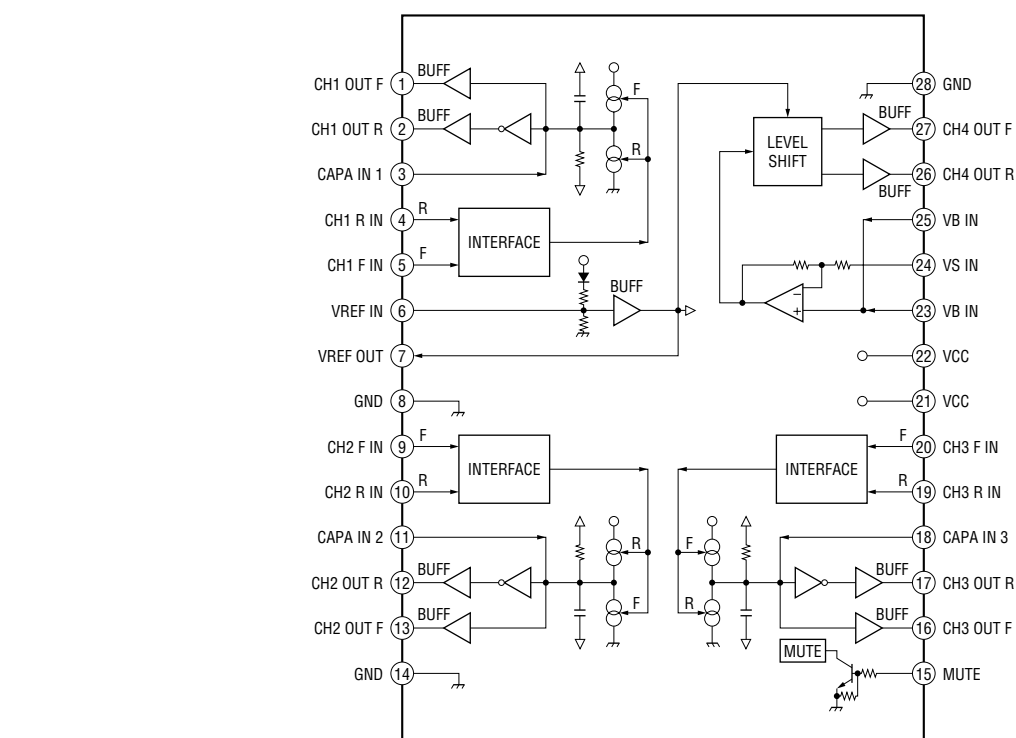 CH1 OUT F 1 BUFF
CH1 OUT R 2 BUFF
CAPA IN 1 3
CH1 R IN 4 R
CH1 F IN 5 F
INTERFACE
VREF IN 6
VREF OUT 7
GND 8
CH2 F IN 9 F
CH2 R IN 10 R
INTERFACE
CAPA IN 2 11
CH2 OUT R 12 BUFF
CH2 OUT F 13 BUFF
GND 14
F
R
BUFF
R
F
LEVEL
SHIFT
−
+
INTERFACE
F
R
MUTE
28 GND
BUFF 27 CH4 OUT F
BUFF 26 CH4 OUT R
25 VB IN
24 VS IN
23 VB IN
22 VCC
21 VCC
F 20 CH3 F IN
R 19 CH3 R IN
18 CAPA IN 3
BUFF 17 CH3 OUT R
BUFF 16 CH3 OUT F
15 MUTE